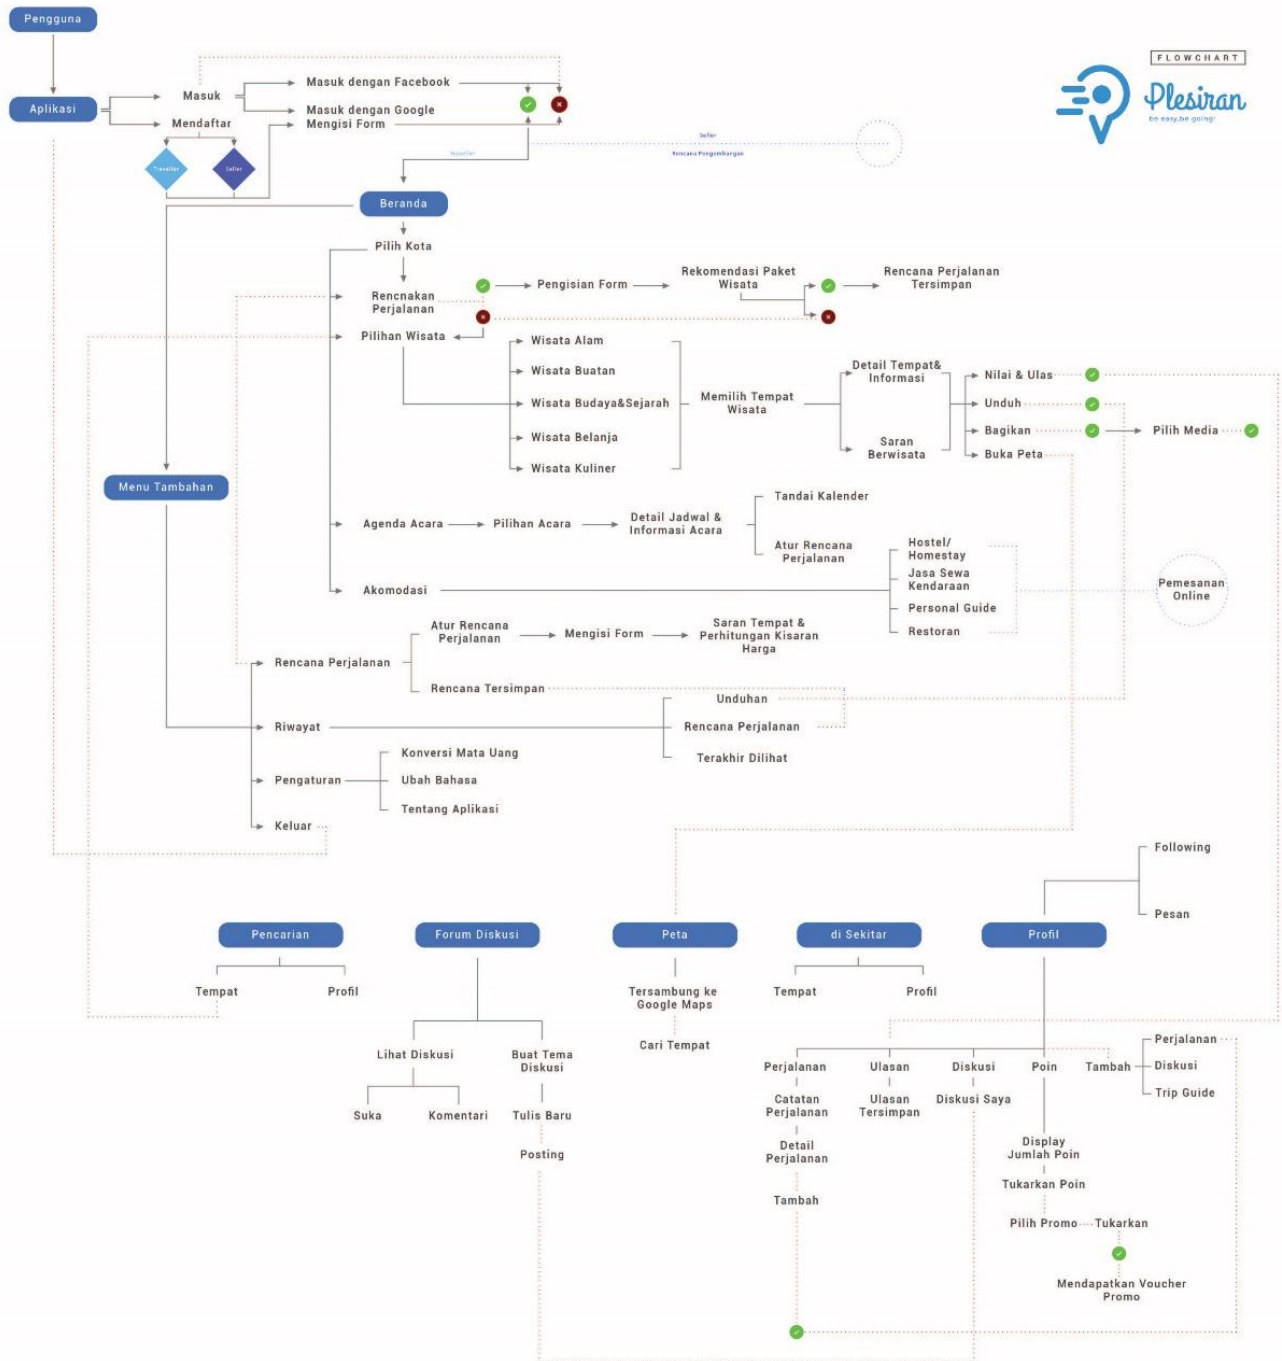 Pengguna
FLOWCHART
Plesiran
be easy,be going!
Aplikasi
Masuk
Mendaftar
Masuk dengan Facebook
Masuk dengan Google
Mengisi Form
Traveller
Seller
Traveller
Seller
Rencana Pengembangan
Beranda
Pilih Kota
Rencnakan
Perjalanan
Pengisian Form
Rekomendasi Paket
Wisata
Rencana Perjalanan
Tersimpan
Pilihan Wisata
Wisata Alam
Wisata Buatan
Wisata Budaya&Sejarah
Wisata Belanja
Wisata Kuliner
Memilih Tempat
Wisata
Detail Tempat&
Informasi
Saran
Berwisata
Nilai & Ulas
Unduh
Bagikan
Pilih Media
Buka Peta
Menu Tambahan
Agenda Acara
Pilihan Acara
Detail Jadwal &
Informasi Acara
Tandai Kalender
Atur Rencana
Perjalanan
Akomodasi
Hostel/
Homestay
Jasa Sewa
Kendaraan
Personal Guide
Restoran
Pemesanan
Online
Rencana Perjalanan
Atur Rencana
Perjalanan
Mengisi Form
Saran Tempat &
Perhitungan Kisaran
Harga
Rencana Tersimpan
Riwayat
Unduhan
Rencana Perjalanan
Terakhir Dilihat
Pengaturan
Konversi Mata Uang
Ubah Bahasa
Tentang Aplikasi
Keluar
Following
Pesan
Pencarian
Forum Diskusi
Peta
di Sekitar
Profil
Tempat
Profil
Lihat Diskusi
Suka
Komentari
Buat Tema
Diskusi
Tulis Baru
Posting
Tersambung ke
Google Maps
Cari Tempat
Tempat
Profil
Perjalanan
Catatan
Perjalanan
Detail
Perjalanan
Tambah
Ulasan
Ulasan
Tersimpan
Diskusi
Diskusi Saya
Poin
Display
Jumlah Poin
Tukarkan Poin
Pilih Promo
Tukarkan
Mendapatkan Voucher
Promo
Tambah
Perjalanan
Diskusi
Trip Guide